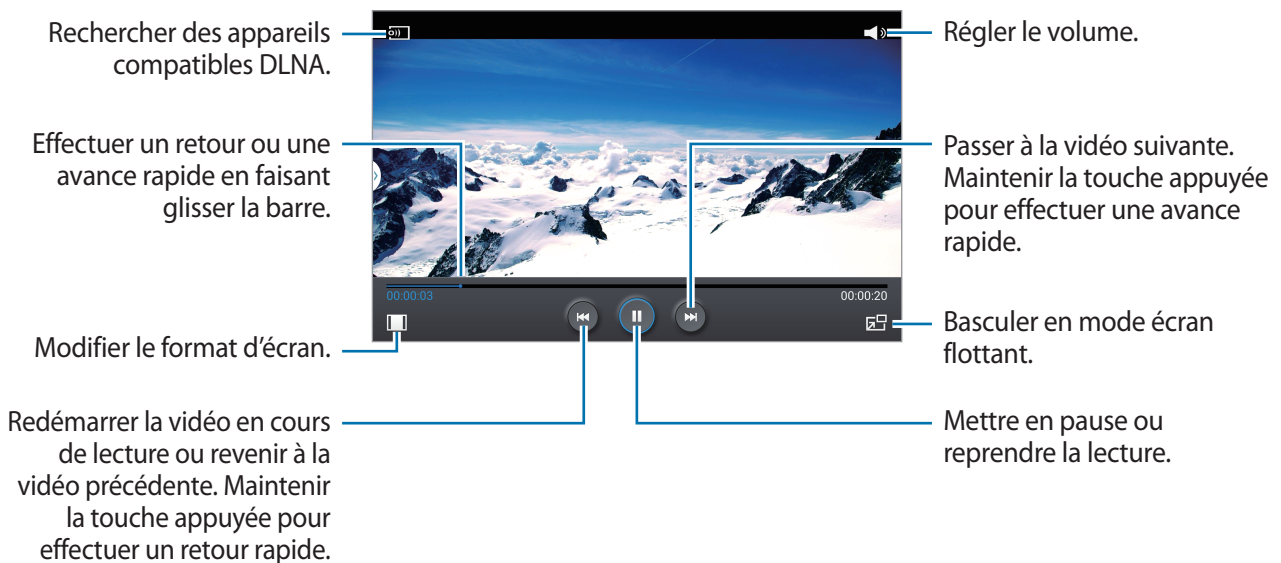 Rechercher des appareils
compatibles DLNA.
Effectuer un retour ou une
avance rapide en faisant
glisser la barre.
Modifier le format d’écran.
Redémarrer la vidéo en cours
de lecture ou revenir à la
vidéo précédente. Maintenir
la touche appuyée pour
effectuer un retour rapide.
00:00:03
00:00:20
Régler le volume.
Passer à la vidéo suivante.
Maintenir la touche appuyée
pour effectuer une avance
rapide.
Basculer en mode écran
flottant.
Mettre en pause ou
reprendre la lecture.